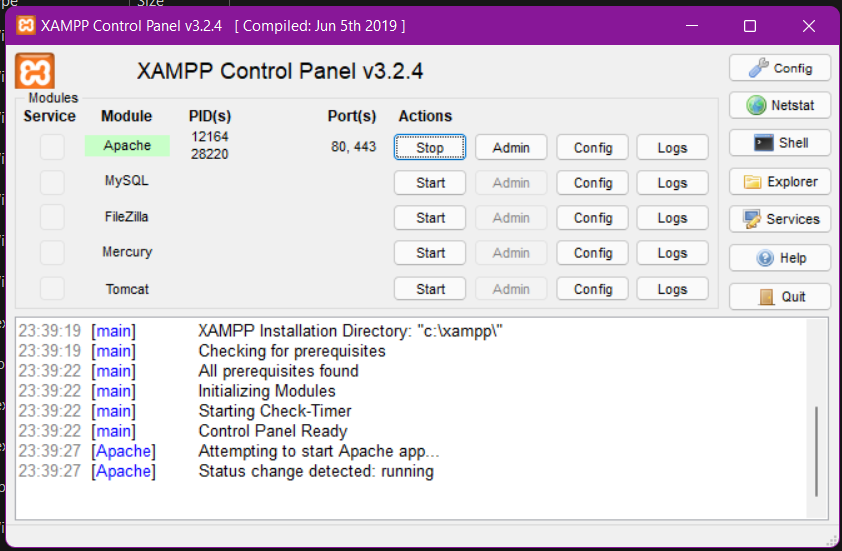 Size
XAMPP Control Panel v3.2.4 [ Compiled: Jun 5th 2019 ]
XAMPP Control Panel v3.2.4
Config
Modules
Service Module PID(s) Port(s) Actions
Netstat
Apache 12164 28220 80, 443 Stop Admin Config Logs
Shell
MySQL Start Admin Config Logs
Explorer
FileZilla Start Admin Config Logs
Services
Mercury Start Admin Config Logs
Help
Tomcat Start Admin Config Logs
Quit
23:39:19 [main] XAMPP Installation Directory: "c:\xampp\"
23:39:19 [main] Checking for prerequisites
23:39:22 [main] All prerequisites found
23:39:22 [main] Initializing Modules
23:39:22 [main] Starting Check-Timer
23:39:22 [main] Control Panel Ready
23:39:27 [Apache] Attempting to start Apache app...
23:39:27 [Apache] Status change detected: running